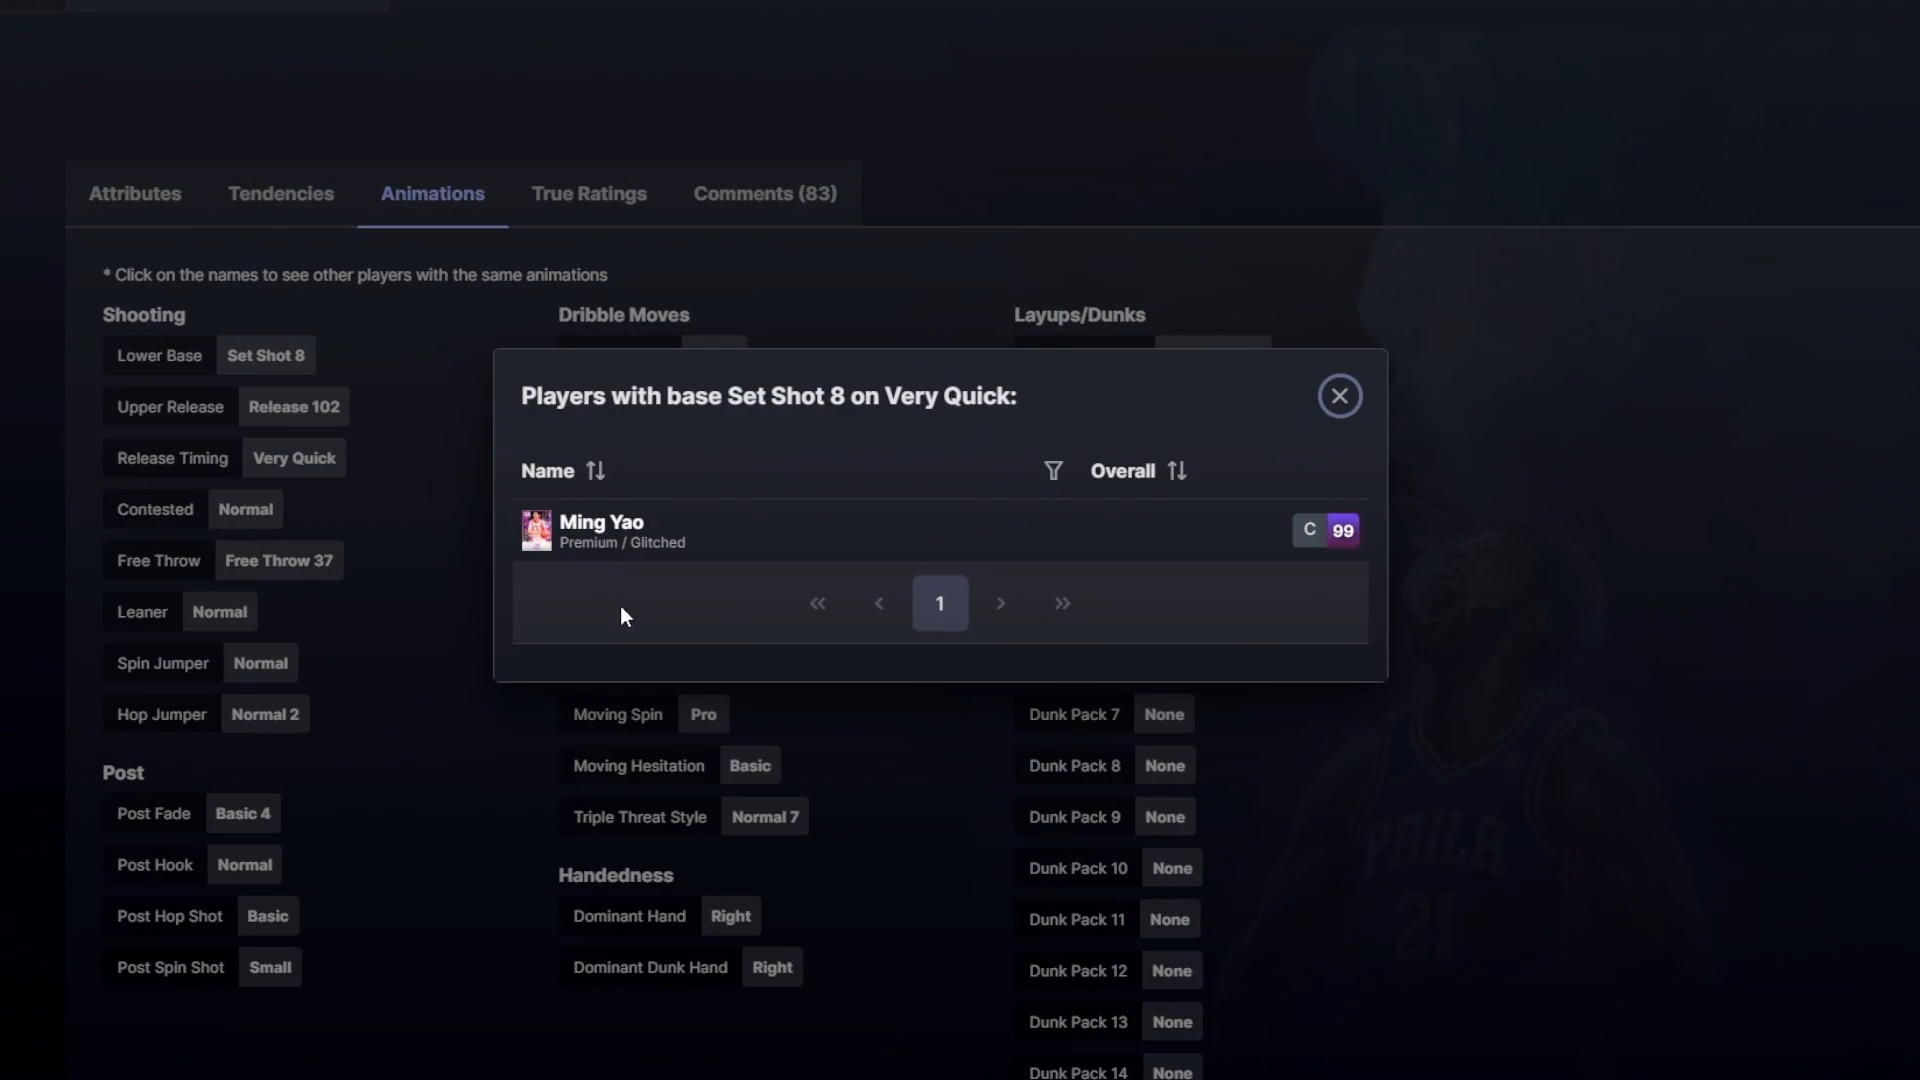 Attributes
Tendencies
Animations
True Ratings
Comments (83)
* Click on the names to see other players with the same animations
Shooting
Lower Base Set Shot 8
Upper Release Release 102
Release Timing Very Quick
Contested Normal
Free Throw Free Throw 37
Leaner Normal
Spin Jumper Normal
Hop Jumper Normal 2
Post
Post Fade Basic 4
Post Hook Normal
Post Hop Shot Basic
Post Spin Shot Small
Dribble Moves
Moving Spin Pro
Moving Hesitation Basic
Triple Threat Style Normal 7
Handedness
Dominant Hand Right
Dominant Dunk Hand Right
Layups/Dunks
Dunk Pack 7 None
Dunk Pack 8 None
Dunk Pack 9 None
Dunk Pack 10 None
Dunk Pack 11 None
Dunk Pack 12 None
Dunk Pack 13 None
Dunk Pack 14 None
Players with base Set Shot 8 on Very Quick:
Name Overall
Ming Yao
Premium / Glitched
C 99
« ‹ 1 › »
PHILA
21